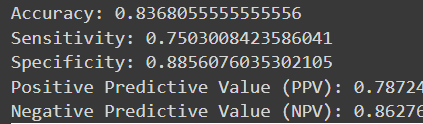 Accuracy: 0.8368055555555556
Sensitivity: 0.7503008423586041
Specificity: 0.8856076035302105
Positive Predictive Value (PPV): 0.78724
Negative Predictive Value (NPV): 0.86276